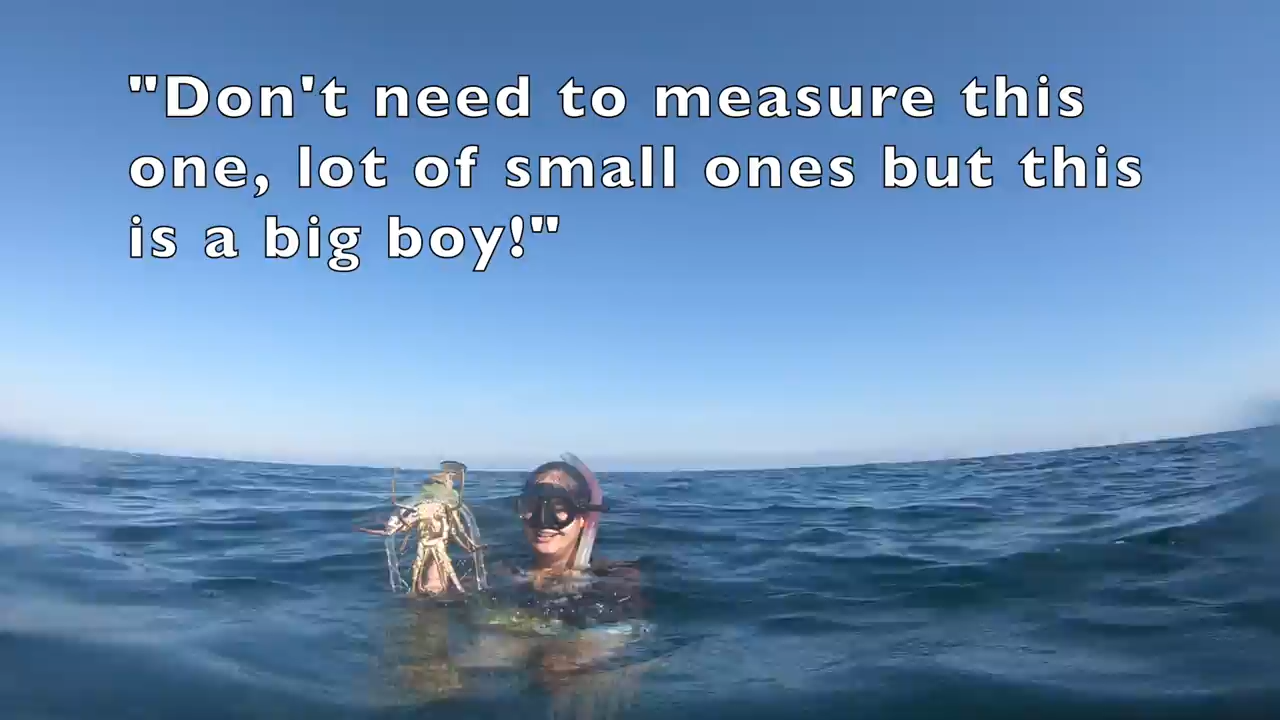 "Don't need to measure this
one, lot of small ones but this
is a big boy!"